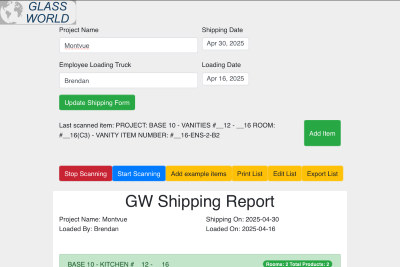 GLASS
WORLD
Project Name
Shipping Date
Montvue
Apr 30, 2025
Employee Loading Truck
Loading Date
Brendan
Apr 16, 2025
Update Shipping Form
Last scanned item: PROJECT: BASE 10 - VANITIES #__12 - __16 ROOM:
#__16(C3) - VANITY ITEM NUMBER: #__16-ENS-2-B2
Add Item
Stop Scanning
Start Scanning
Add example items
Print List
Edit List
Export List
GW Shipping Report
Project Name: Montvue
Shipping On: 2025-04-30
Loaded By: Brendan
Loaded On: 2025-04-16
BASE 10 - KITCHEN #__12 - __16
Rooms: 2 Total Products: 2